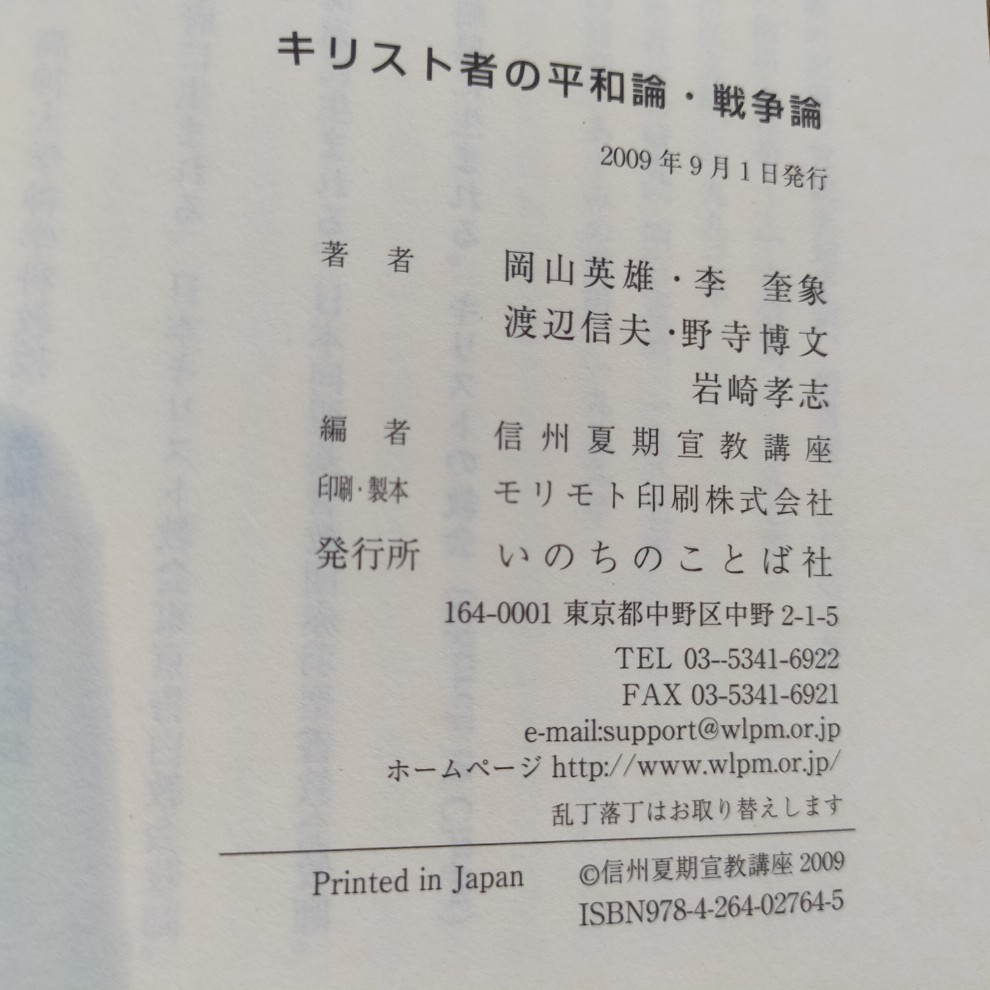 キリスト者の平和論・戦争論
2009年9月1日発行
著　者　岡山英雄・李　奎象
渡辺信夫・野寺博文
岩崎孝志
編　者　信州夏期宣教講座
印刷・製本　モリモト印刷株式会社
発行所　いのちのことば社
164-0001 東京都中野区中野2-1-5
TEL 03--5341-6922
FAX 03-5341-6921
e-mail:support@wlpm.or.jp
ホームページ http://www.wlpm.or.jp/
乱丁落丁はお取り替えします
Printed in Japan　©信州夏期宣教講座 2009
ISBN978-4-264-02764-5